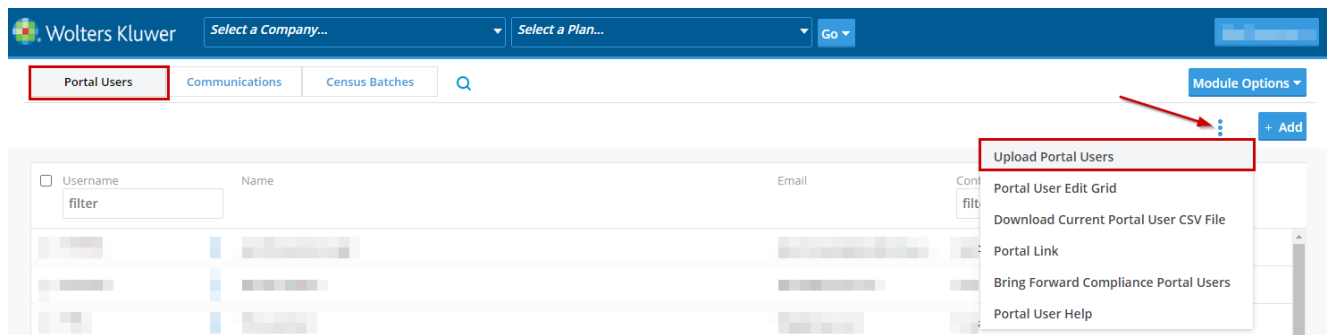 Wolters Kluwer
Select a Company...
Select a Plan...
Go
Portal Users
Communications
Census Batches
Module Options
+ Add
Upload Portal Users
Username
Name
Email
filter
Portal User Edit Grid
Download Current Portal User CSV File
Portal Link
Bring Forward Compliance Portal Users
Portal User Help